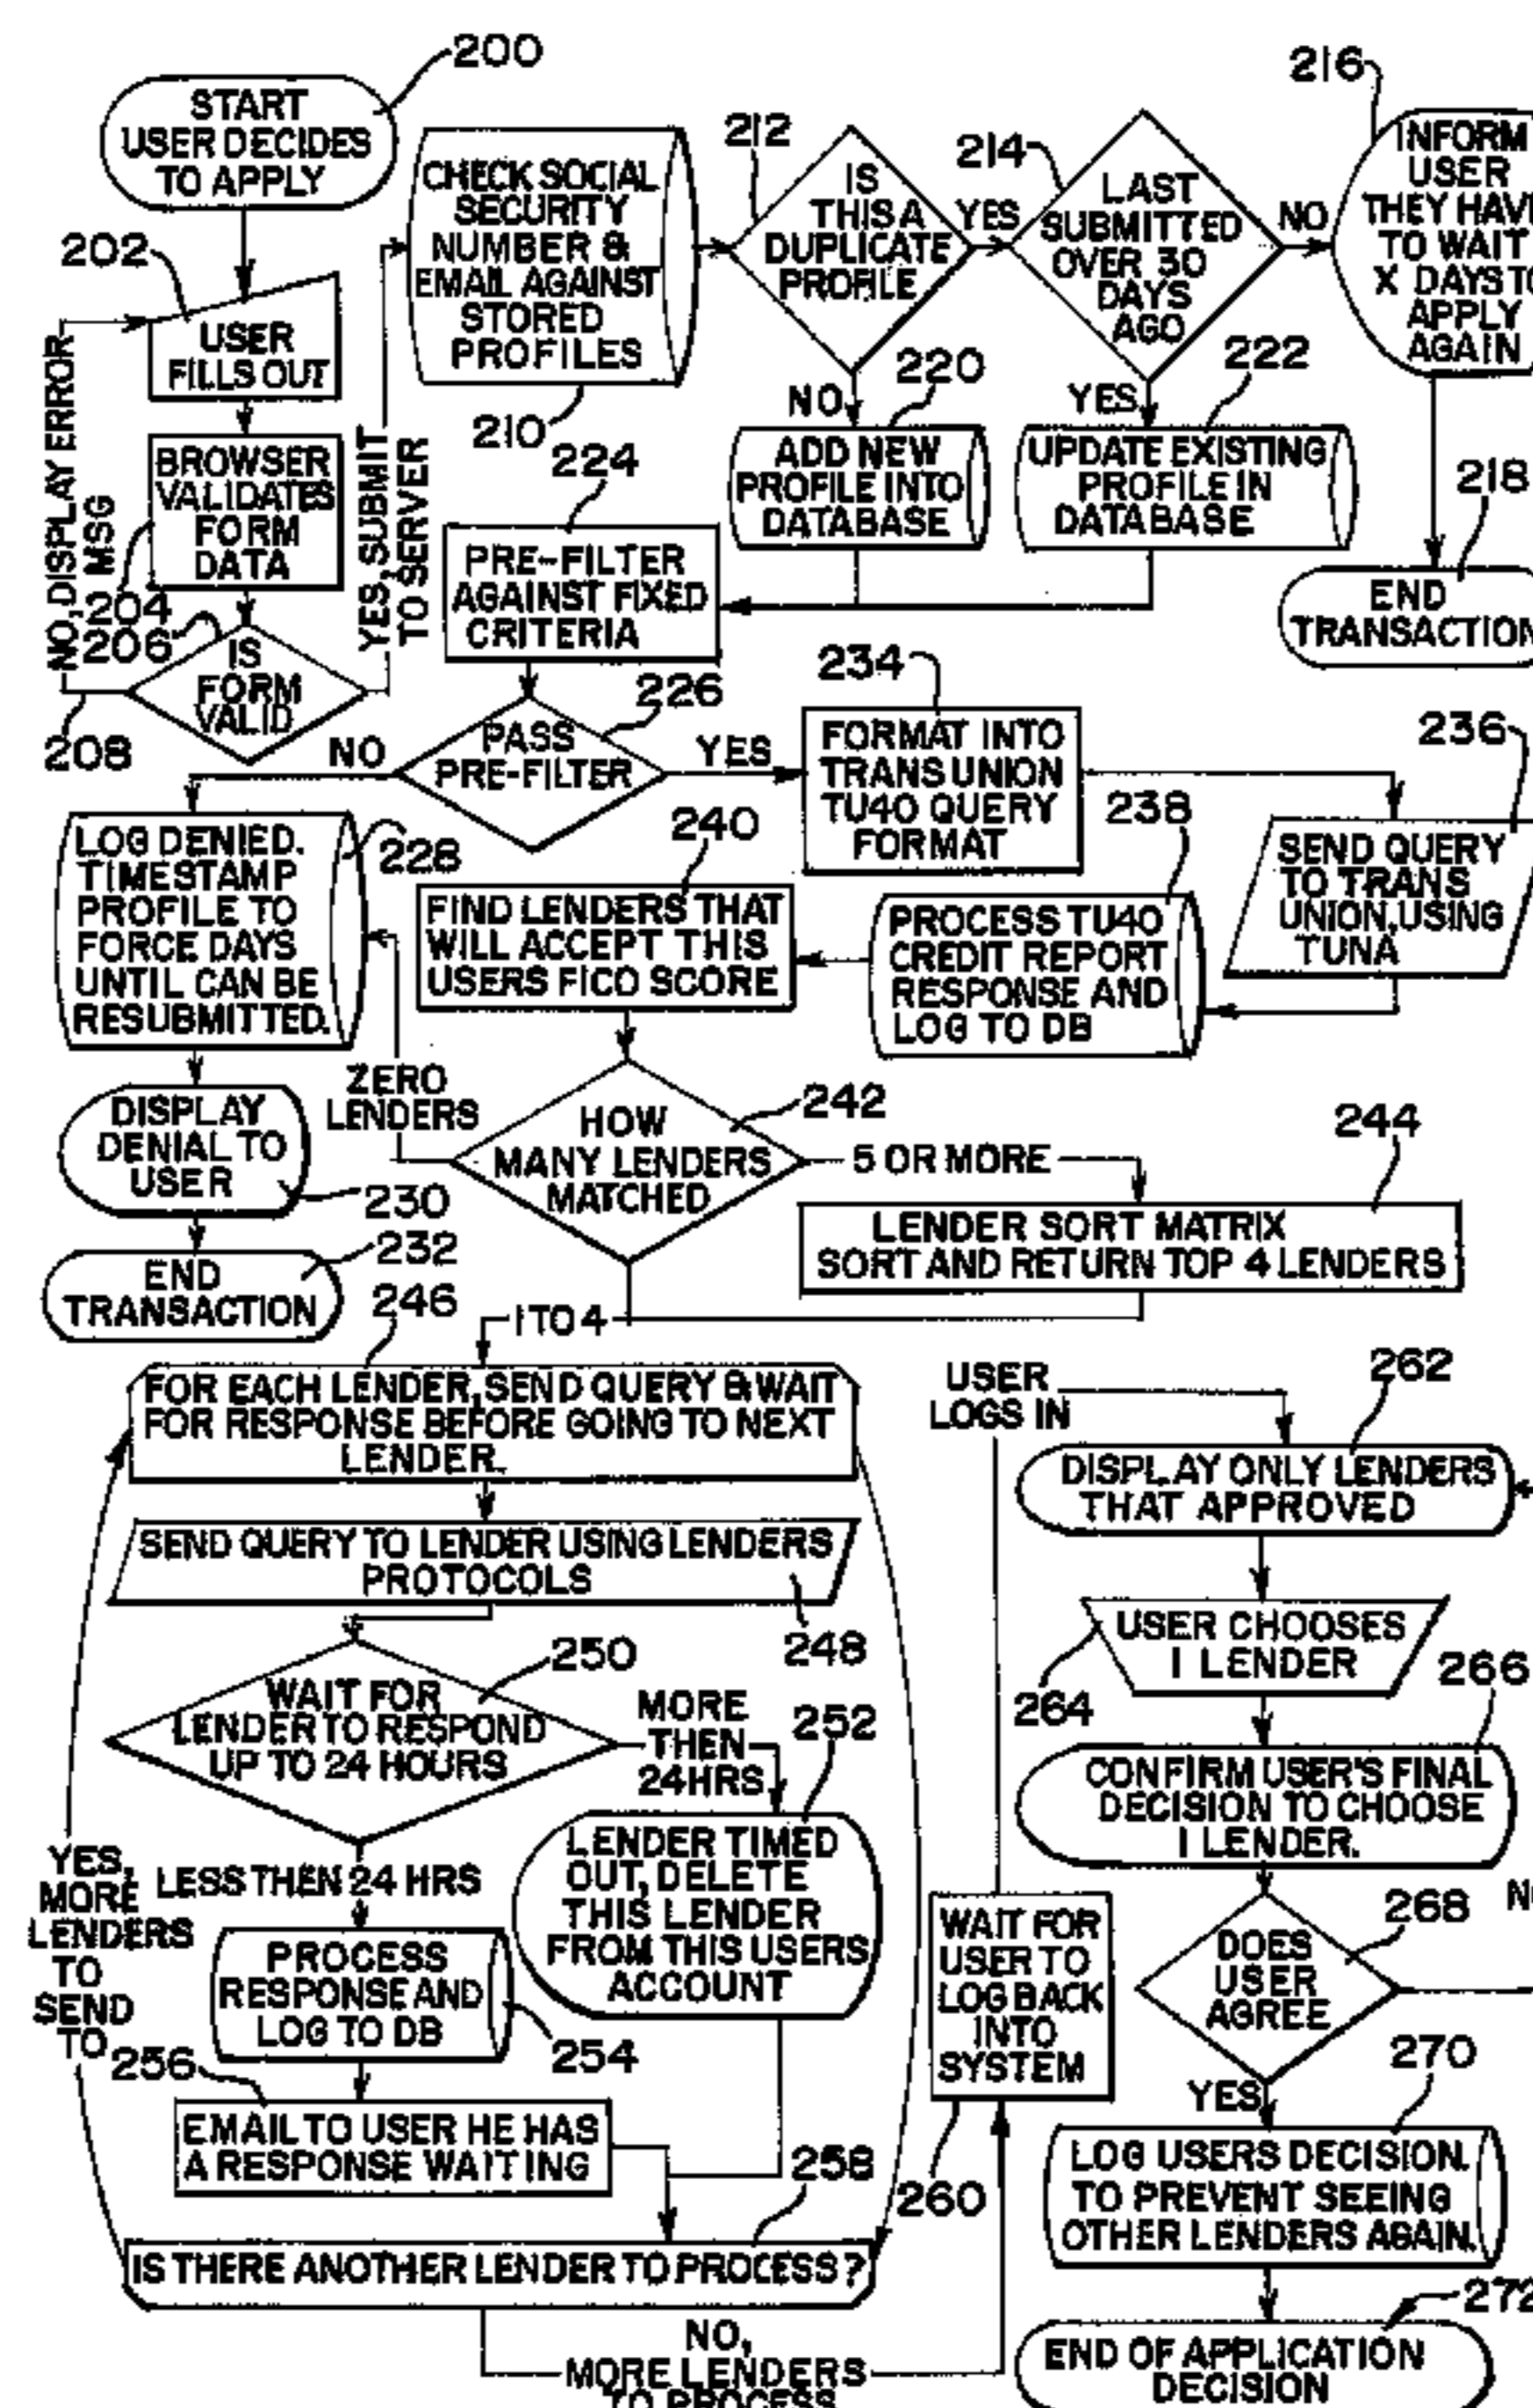 200
START
USER DECIDES
TO APPLY
202
USER
FILLS OUT
NO, DISPLAY ERROR
MSG
BROWSER
VALIDATES
FORM
DATA
204
206
IS
FORM
VALID
208
YES, SUBMIT
TO SERVER
CHECK SOCIAL
SECURITY
NUMBER &
EMAIL AGAINST
STORED
PROFILES
210
212
IS
THIS A
DUPLICATE
PROFILE
YES
NO
214
LAST
SUBMITTED
OVER 30
DAYS
AGO
NO
YES
216
INFORM
USER
THEY HAVE
TO WAIT
X DAYS TO
APPLY
AGAIN
218
END
TRANSACTION
220
ADD NEW
PROFILE INTO
DATABASE
222
UPDATE EXISTING
PROFILE IN
DATABASE
224
PRE-FILTER
AGAINST FIXED
CRITERIA
226
PASS
PRE-FILTER
NO
YES
228
LOG DENIED.
TIMESTAMP
PROFILE TO
FORCE DAYS
UNTIL CAN BE
RESUBMITTED.
DISPLAY
DENIAL TO
USER
230
232
END
TRANSACTION
234
FORMAT INTO
TRANS UNION
TU40 QUERY
FORMAT
236
SEND QUERY
TO TRANS
UNION, USING
TUNA
238
PROCESS TU40
CREDIT REPORT
RESPONSE AND
LOG TO DB
240
FIND LENDERS THAT
WILL ACCEPT THIS
USERS FICO SCORE
ZERO
LENDERS
242
HOW
MANY LENDERS
MATCHED
5 OR MORE
244
LENDER SORT MATRIX
SORT AND RETURN TOP 4 LENDERS
1 TO 4
246
FOR EACH LENDER, SEND QUERY & WAIT
FOR RESPONSE BEFORE GOING TO NEXT
LENDER.
SEND QUERY TO LENDER USING LENDERS
PROTOCOLS
248
250
WAIT FOR
LENDER TO RESPOND
UP TO 24 HOURS
MORE
THEN
24HRS
252
LENDER TIMED
OUT, DELETE
THIS LENDER
FROM THIS USERS
ACCOUNT
LESS THEN 24 HRS
YES,
MORE
LENDERS
TO
SEND
TO
PROCESS
RESPONSE AND
LOG TO DB
254
256
EMAIL TO USER HE HAS
A RESPONSE WAITING
258
IS THERE ANOTHER LENDER TO PROCESS?
NO,
MORE LENDERS
TO PROCESS
USER
LOGS IN
WAIT FOR
USER TO
LOG BACK
INTO
SYSTEM
260
262
DISPLAY ONLY LENDERS
THAT APPROVED
USER CHOOSES
1 LENDER
264
266
CONFIRM USER'S FINAL
DECISION TO CHOOSE
1 LENDER.
268
DOES
USER
AGREE
YES
270
LOG USERS DECISION.
TO PREVENT SEEING
OTHER LENDERS AGAIN.
272
END OF APPLICATION
DECISION